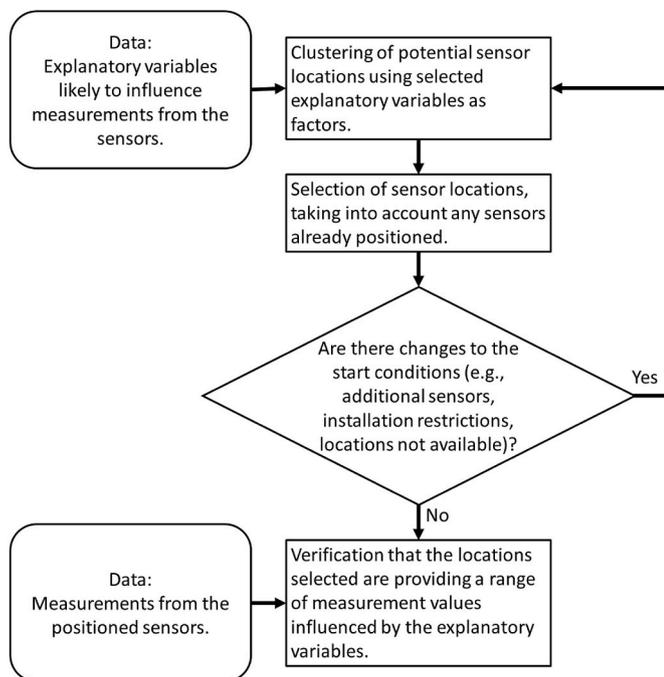 Data:
Explanatory variables
likely to influence
measurements from the
sensors.
Clustering of potential sensor
locations using selected
explanatory variables as
factors.
Selection of sensor locations,
taking into account any sensors
already positioned.
Are there changes to the
start conditions (e.g.,
additional sensors,
installation restrictions,
locations not available)?
Yes
No
Data:
Measurements from the
positioned sensors.
Verification that the locations
selected are providing a range
of measurement values
influenced by the explanatory
variables.